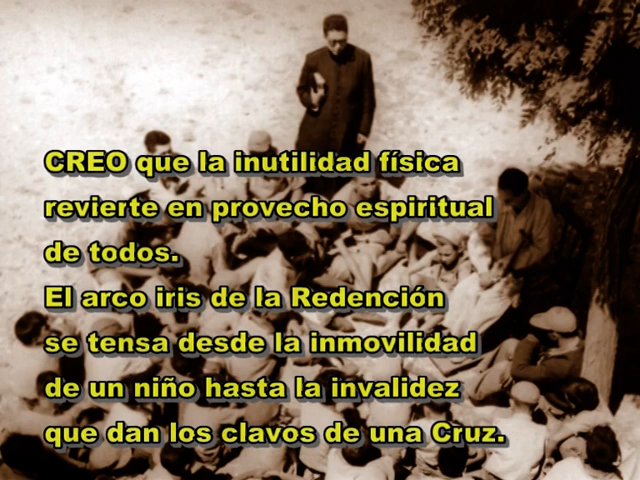 CREO que la inutilidad física
revierte en provecho espiritual
de todos.
El arco iris de la Redención
se tensa desde la inmovilidad
de un niño hasta la invalidez
que dan los clavos de una Cruz.